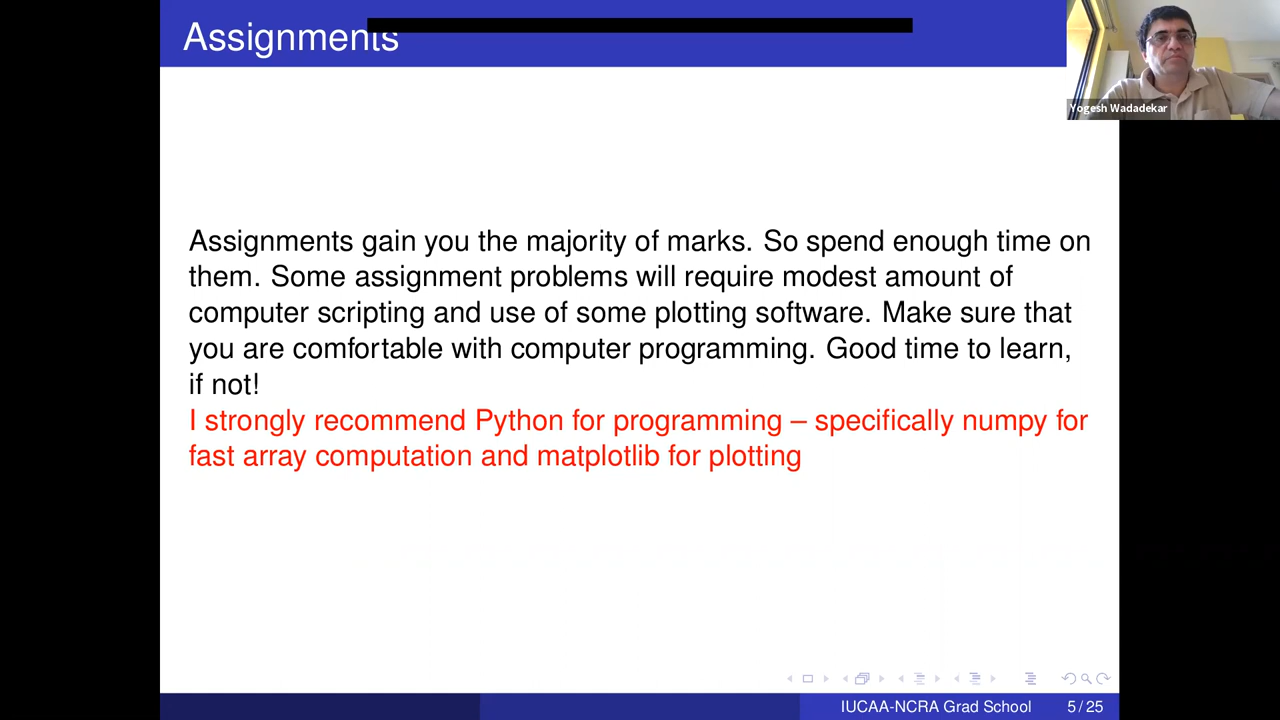 Assignments
Yogesh Wadadekar
Assignments gain you the majority of marks. So spend enough time on
them. Some assignment problems will require modest amount of
computer scripting and use of some plotting software. Make sure that
you are comfortable with computer programming. Good time to learn,
if not!
I strongly recommend Python for programming – specifically numpy for
fast array computation and matplotlib for plotting
IUCAA-NCRA Grad School 5 / 25